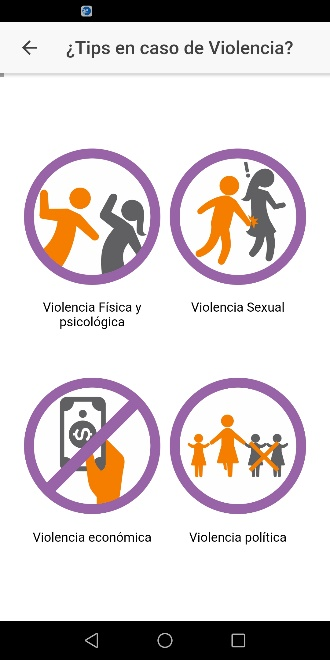 ¿Tips en caso de Violencia?
Violencia Física y
psicológica
Violencia Sexual
Violencia económica
Violencia política